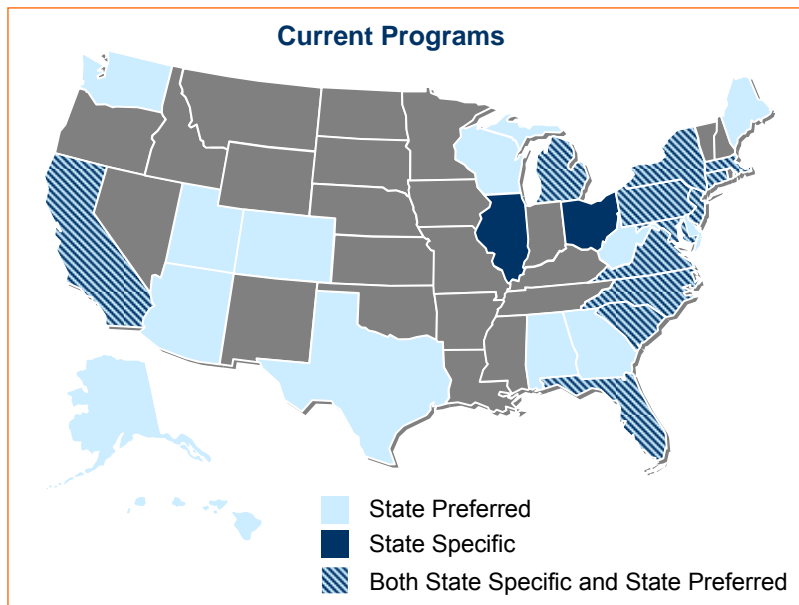 Current Programs
State Preferred
State Specific
Both State Specific and State Preferred